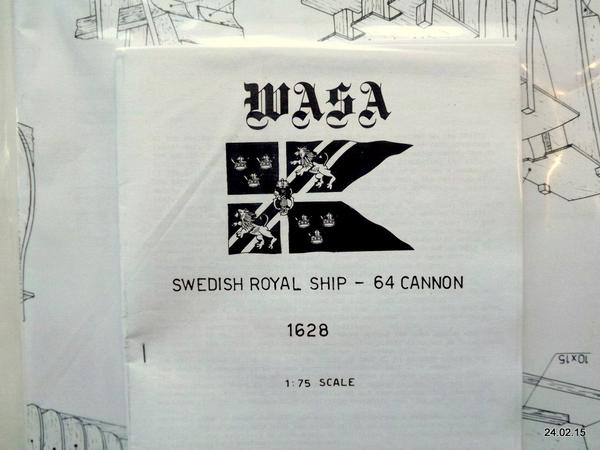 WASA
SWEDISH ROYAL SHIP - 64 CANNON
1628
1:75 SCALE
10x15
24.02.15